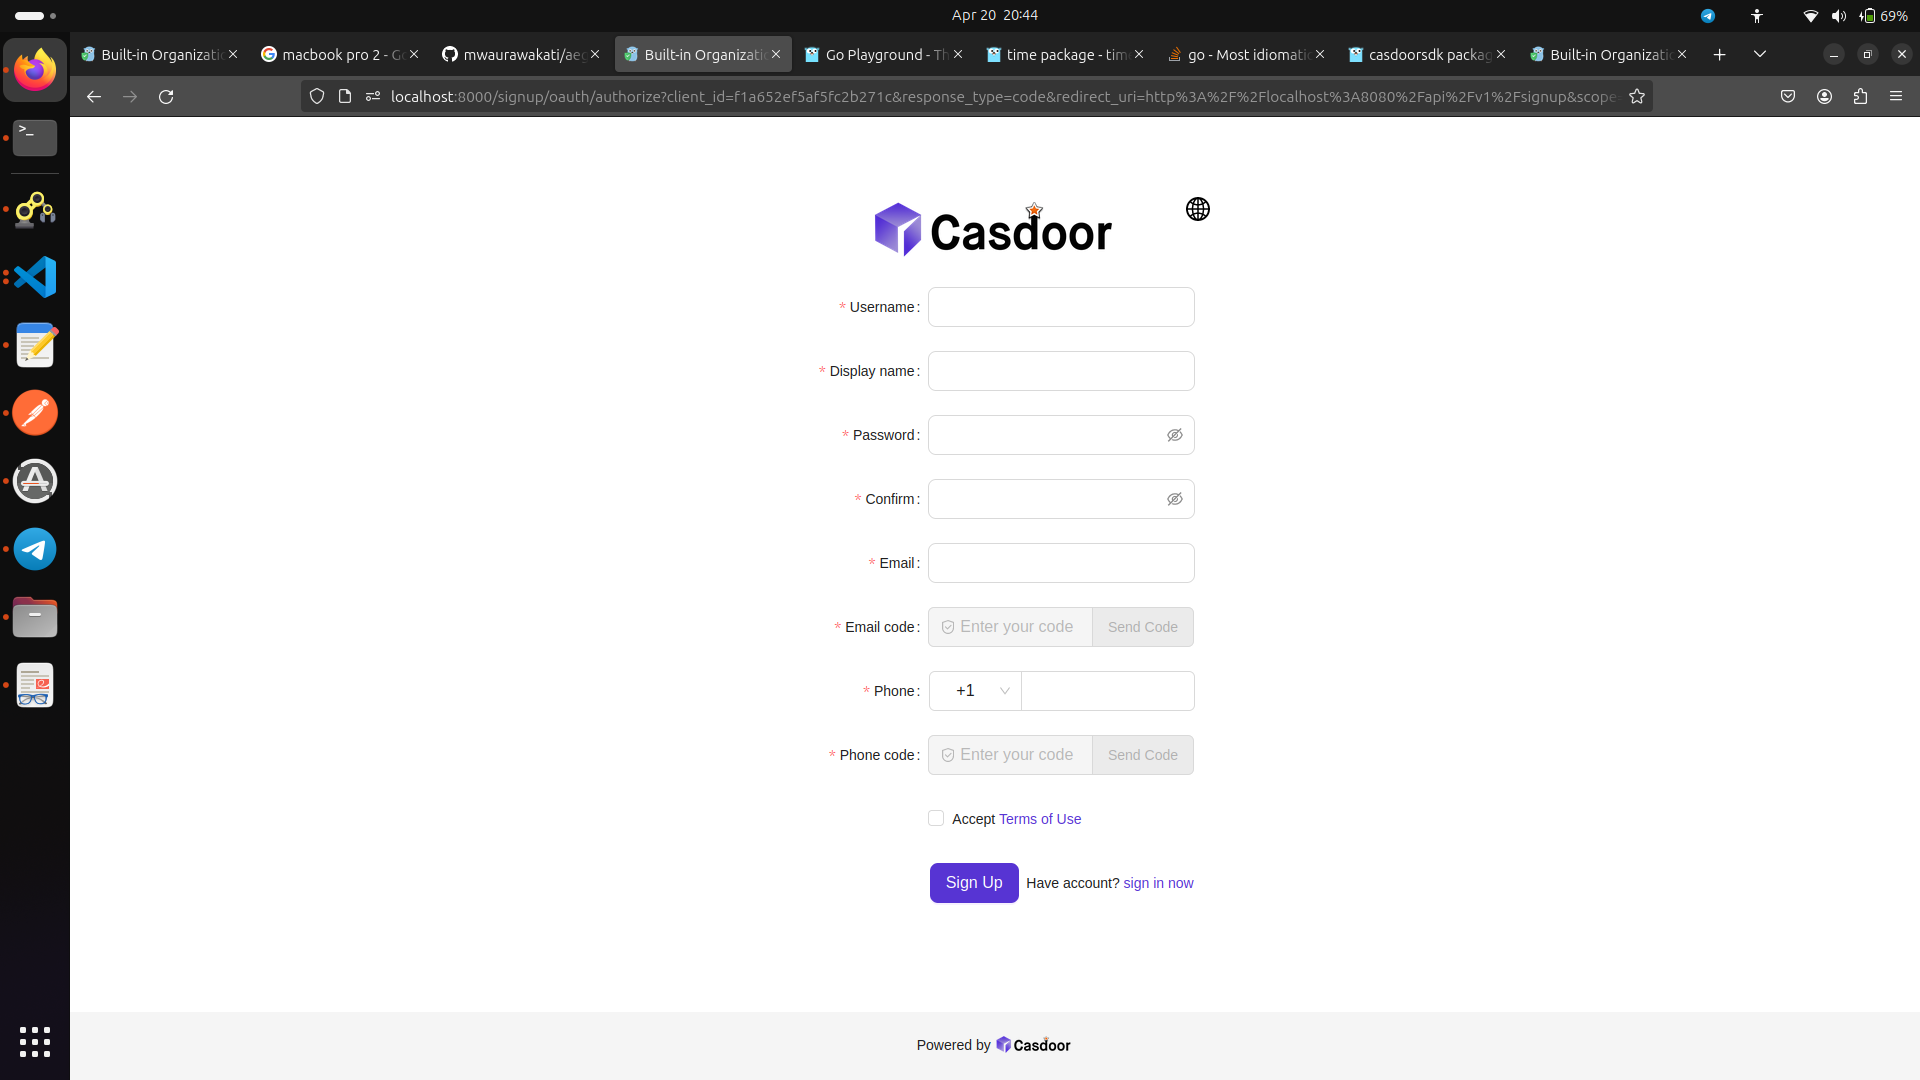 Apr 20 20:44
69%
Built-in Organizatio
macbook pro 2 - Go
mwaurawakati/aeg
Built-in Organizatio
Go Playground - Th
time package - time
go - Most idiomatic
casdoorsdk packag
Built-in Organizatio
localhost:8000/signup/oauth/authorize?client_id=f1a652ef5af5fc2b271c&response_type=code&redirect_uri=http%3A%2F%2Flocalhost%3A8080%2Fapi%2Fv1%2Fsignup&scope=
Casdoor
* Username:
* Display name:
* Password:
* Confirm:
* Email:
* Email code: Enter your code Send Code
* Phone: +1
* Phone code: Enter your code Send Code
Accept Terms of Use
Sign Up Have account? sign in now
Powered by Casdoor